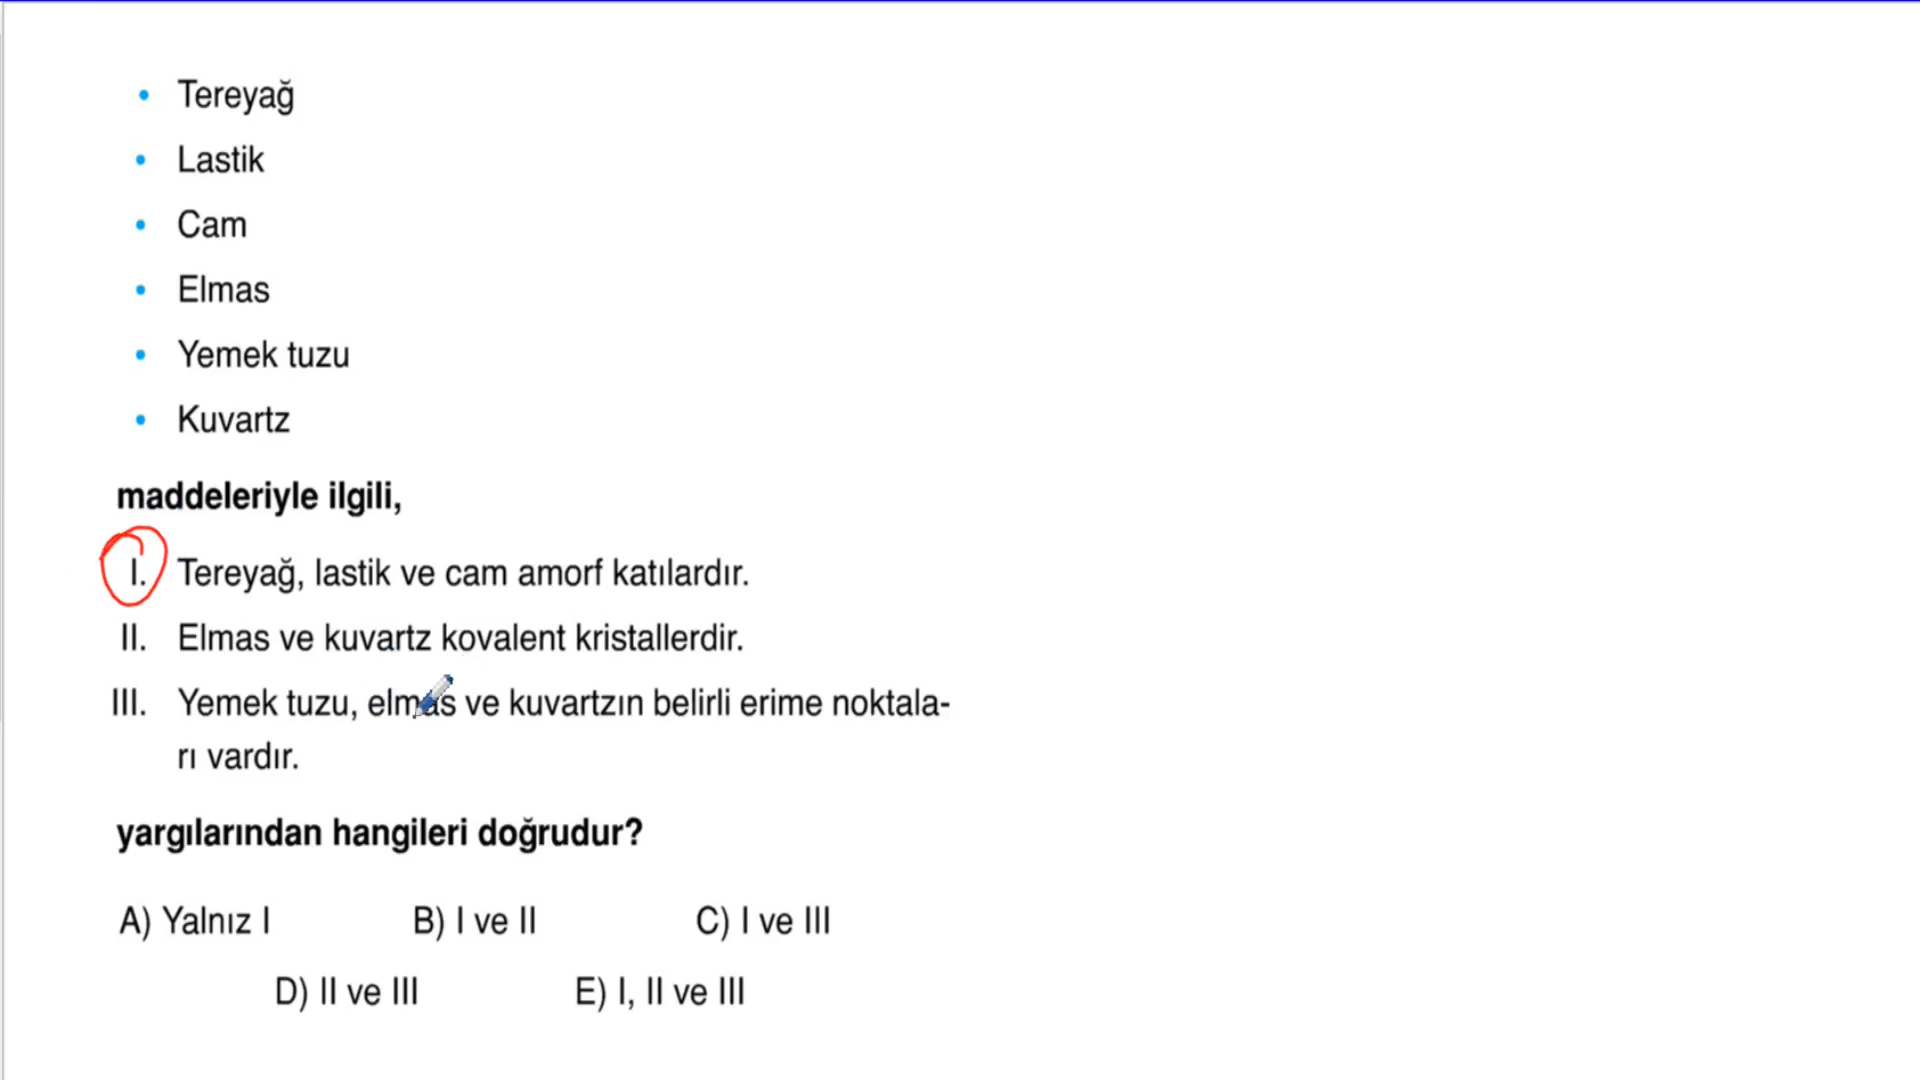 • Tereyağ
• Lastik
• Cam
• Elmas
• Yemek tuzu
• Kuvartz
maddeleriyle ilgili,
I. Tereyağ, lastik ve cam amorf katılardır.
II. Elmas ve kuvartz kovalent kristallerdir.
III. Yemek tuzu, elmas ve kuvartzın belirli erime noktala-
rı vardır.
yargılarından hangileri doğrudur?
A) Yalnız I B) I ve II C) I ve III
D) II ve III E) I, II ve III